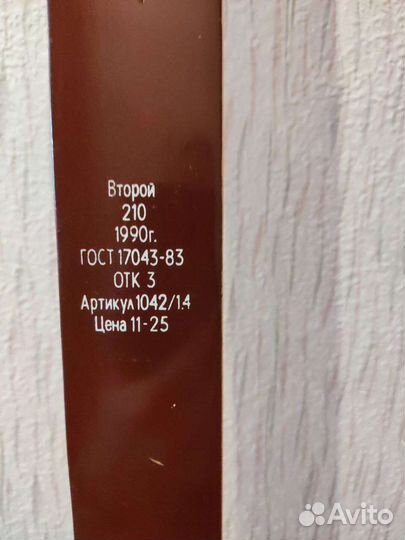 Второй
210
1990г.
ГОСТ 17043-83
ОТК 3
Артикул 1042/1.4
Цена 11-25
Avito